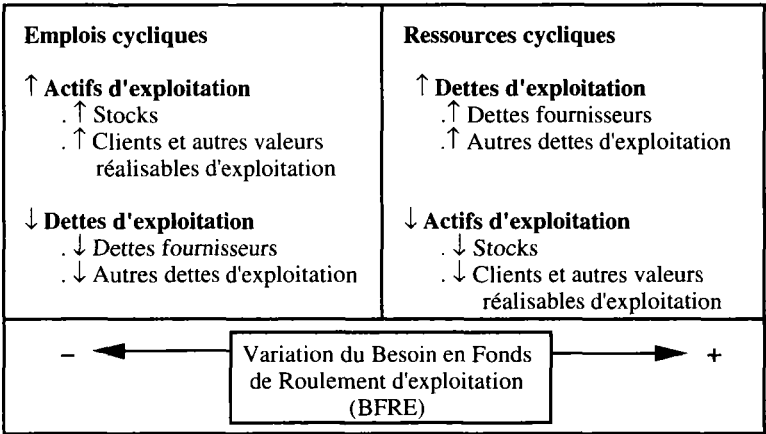 Emplois cycliques
↑ Actifs d'exploitation
. ↑ Stocks
. ↑ Clients et autres valeurs
réalisables d'exploitation
↓ Dettes d'exploitation
. ↓ Dettes fournisseurs
. ↓ Autres dettes d'exploitation
Ressources cycliques
↑ Dettes d'exploitation
.↑ Dettes fournisseurs
.↑ Autres dettes d'exploitation
↓ Actifs d'exploitation
. ↓ Stocks
. ↓ Clients et autres valeurs
réalisables d'exploitation
–
Variation du Besoin en Fonds
de Roulement d'exploitation
(BFRE)
+